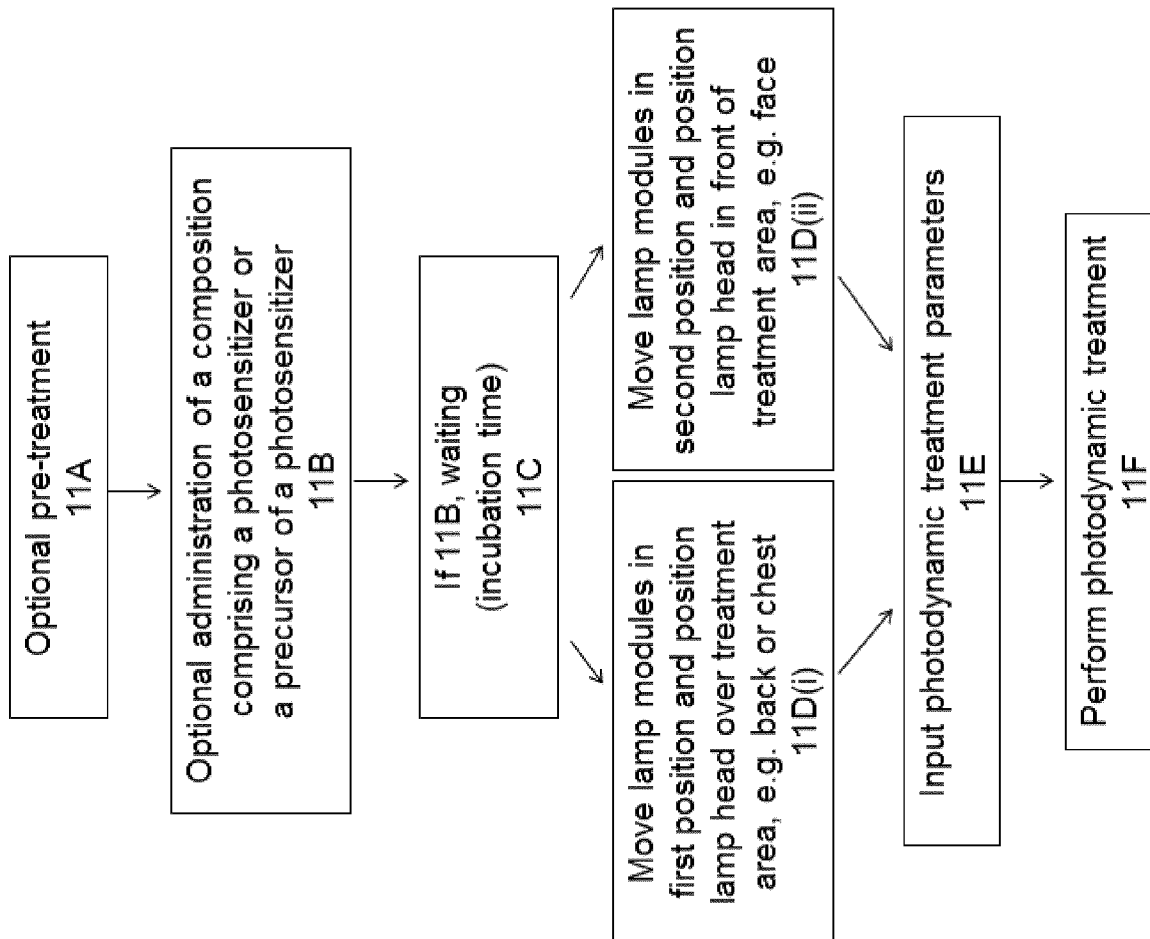 Optional pre-treatment
11A
Optional administration of a composition
comprising a photosensitizer or
a precursor of a photosensitizer
11B
If 11B, waiting
(incubation time)
11C
Move lamp modules in
first position and position
lamp head over treatment
area, e.g. back or chest
11D(i)
Move lamp modules in
second position and position
lamp head in front of
treatment area, e.g. face
11D(ii)
Input photodynamic treatment parameters
11E
Perform photodynamic treatment
11F